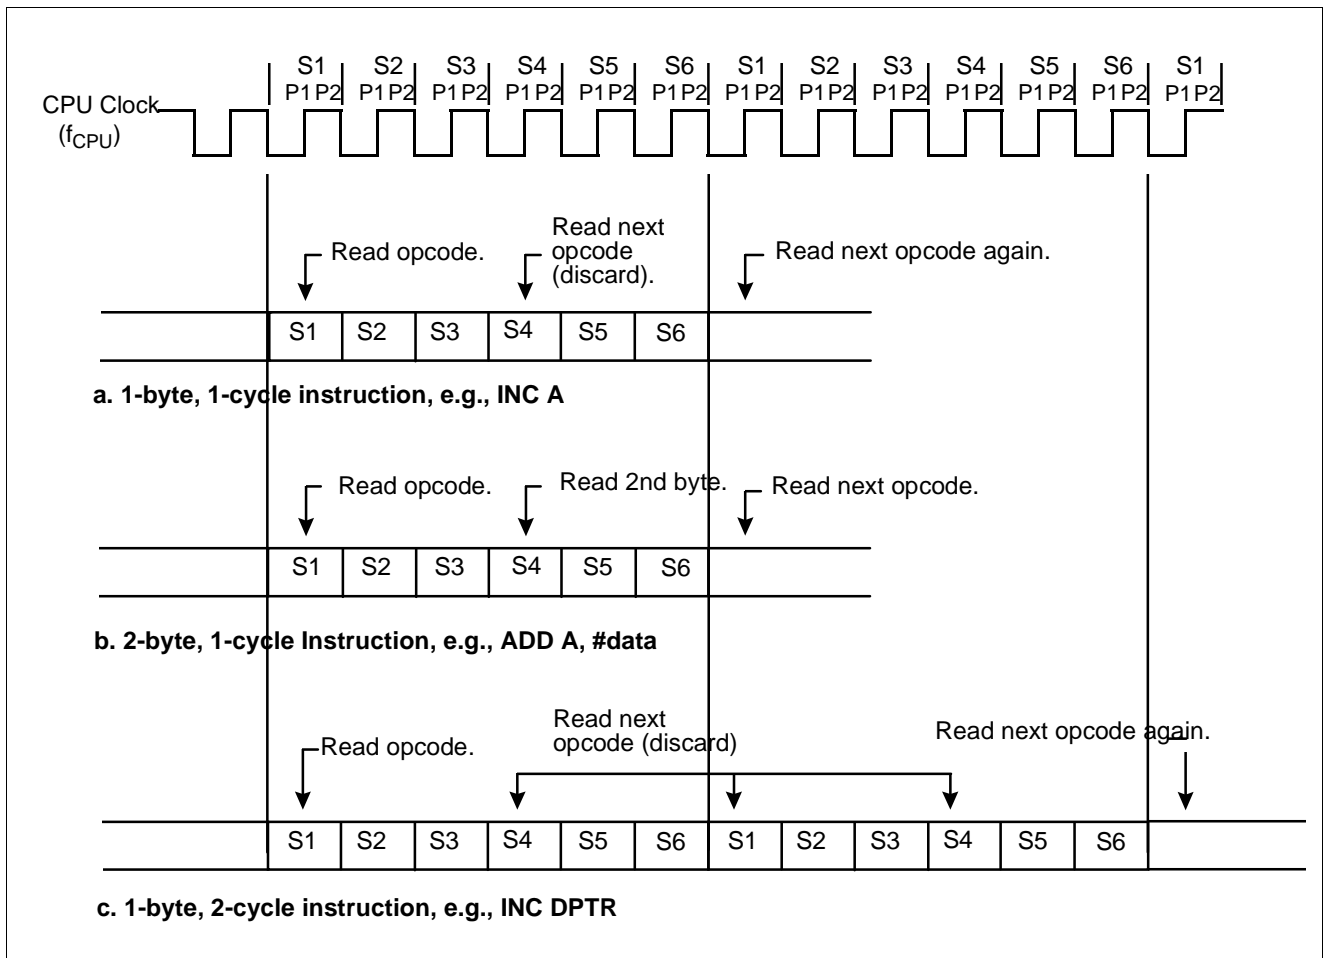 S1 S2 S3 S4 S5 S6 S1 S2 S3 S4 S5 S6 S1
P1 P2 P1 P2 P1 P2 P1 P2 P1 P2 P1 P2 P1 P2 P1 P2 P1 P2 P1 P2 P1 P2 P1 P2 P1 P2
CPU Clock
(fCPU)
Read opcode.
Read next
opcode
(discard).
Read next opcode again.
S1 S2 S3 S4 S5 S6
a. 1-byte, 1-cycle instruction, e.g., INC A
Read opcode.
Read 2nd byte.
Read next opcode.
S1 S2 S3 S4 S5 S6
b. 2-byte, 1-cycle Instruction, e.g., ADD A, #data
Read opcode.
Read next
opcode (discard)
Read next opcode again.
S1 S2 S3 S4 S5 S6 S1 S2 S3 S4 S5 S6
c. 1-byte, 2-cycle instruction, e.g., INC DPTR